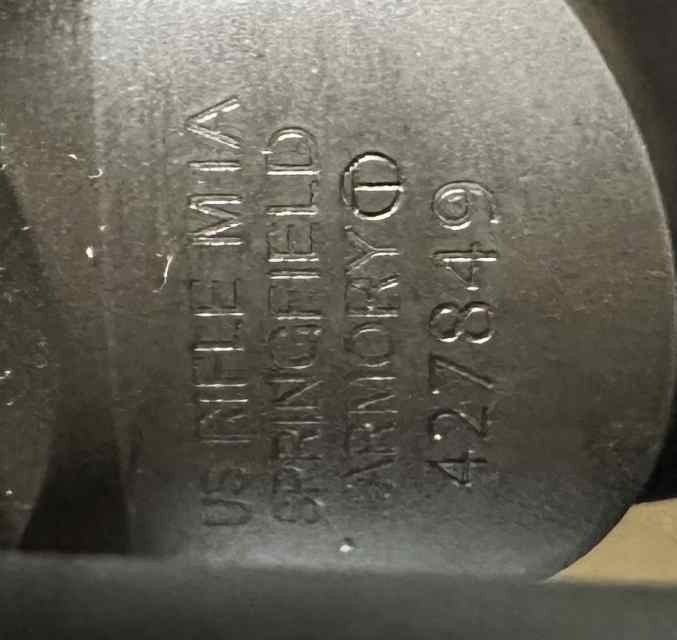 US RIFLE M1A
SPRINGFIELD
ARMORY
427849